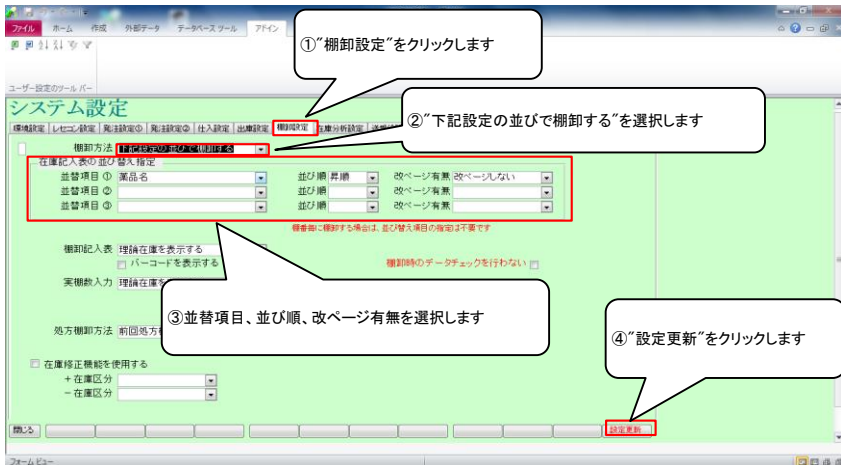 ファイル ホーム 作成 外部データ データベース ツール アドイン
ユーザー設定のツール バー
①”棚卸設定”をクリックします
システム設定
環境設定 レセコン設定 発注設定① 発注設定② 仕入設定 出庫設定 棚卸設定 在庫分析設定
②”下記設定の並びで棚卸する”を選択します
棚卸方法 下記設定の並びで棚卸する
在庫記入表の並び替え指定
並替項目 ① 薬品名 並び順 昇順 改ページ有無 改ページしない
並替項目 ② 並び順 改ページ有無
並替項目 ③ 並び順 改ページ有無
棚番毎に棚卸する場合は、並び替え項目の指定は不要です
棚卸記入表 理論在庫を表示する
バーコードを表示する 棚卸時のデータチェックを行わない
実棚数入力 理論在庫を
③並替項目、並び順、改ページ有無を選択します
処方棚卸方法 前回処方
④”設定更新”をクリックします
在庫修正機能を使用する
+在庫区分
-在庫区分
閉じる 設定更新
フォーム ビュー